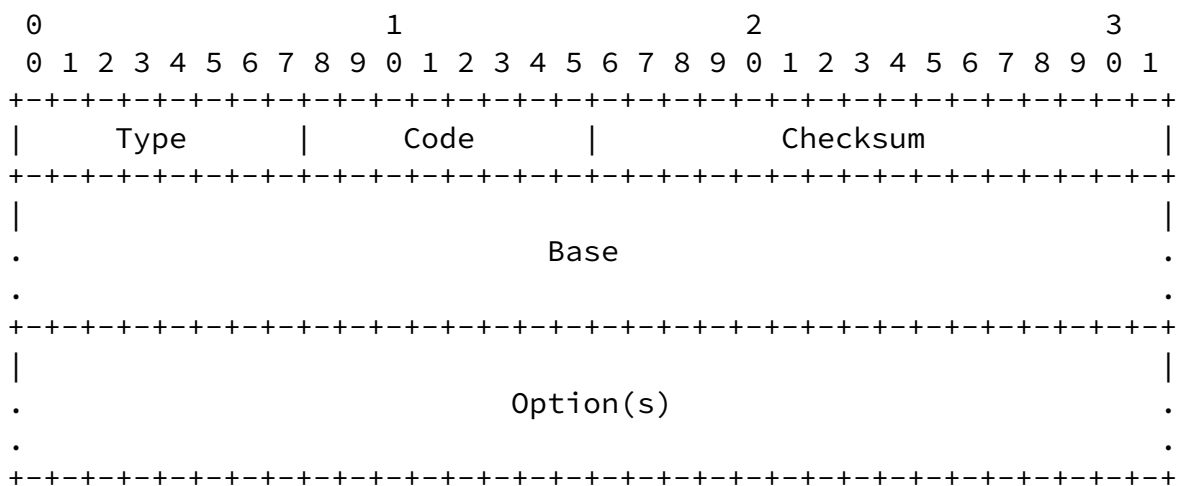 0                   1                   2                   3
 0 1 2 3 4 5 6 7 8 9 0 1 2 3 4 5 6 7 8 9 0 1 2 3 4 5 6 7 8 9 0 1
+-+-+-+-+-+-+-+-+-+-+-+-+-+-+-+-+-+-+-+-+-+-+-+-+-+-+-+-+-+-+-+-+
|     Type      |     Code      |          Checksum             |
+-+-+-+-+-+-+-+-+-+-+-+-+-+-+-+-+-+-+-+-+-+-+-+-+-+-+-+-+-+-+-+-+
|                                                               |
.                             Base                              .
.                                                               .
+-+-+-+-+-+-+-+-+-+-+-+-+-+-+-+-+-+-+-+-+-+-+-+-+-+-+-+-+-+-+-+-+
|                                                               |
.                           Option(s)                           .
.                                                               .
+-+-+-+-+-+-+-+-+-+-+-+-+-+-+-+-+-+-+-+-+-+-+-+-+-+-+-+-+-+-+-+-+